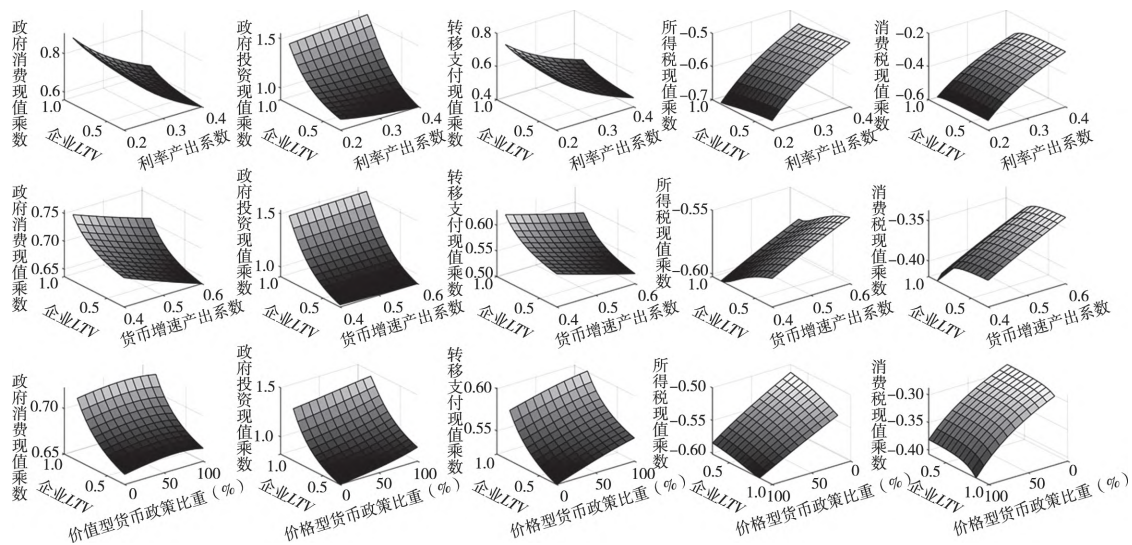 政府消费现值乘数
0.8
0.6
1.0
0.5
企业LTV
0.2
0.3
0.4
利率产出系数
政府投资现值乘数
1.5
1.0
1.0
0.5
企业LTV
0.2
0.3
0.4
利率产出系数
转移支付现值乘数
0.8
0.6
0.4
1.0
0.5
企业LTV
0.2
0.3
0.4
利率产出系数
所得税现值乘数
-0.5
-0.6
-0.7
1.0
0.5
企业LTV
0.2
0.3
0.4
利率产出系数
消费税现值乘数
-0.2
-0.4
-0.6
1.0
0.5
企业LTV
0.2
0.3
0.4
利率产出系数
政府消费现值乘数
0.75
0.70
0.65
1.0
0.5
企业LTV
0.4
0.5
0.6
货币增速产出系数
政府投资现值乘数
1.5
1.0
1.0
0.5
企业LTV
0.4
0.5
0.6
货币增速产出系数
转移支付现值乘数
0.60
0.55
0.50
1.0
0.5
企业LTV
0.4
0.5
0.6
货币增速产出系数
所得税现值乘数
-0.55
-0.60
1.0
0.5
企业LTV
0.4
0.5
0.6
货币增速产出系数
消费税现值乘数
-0.35
-0.40
1.0
0.5
企业LTV
0.4
0.5
0.6
货币增速产出系数
政府消费现值乘数
0.70
0.65
1.0
0.5
企业LTV
0
50
100
价值型货币政策比重(%)
政府投资现值乘数
1.5
1.0
1.0
0.5
企业LTV
0
50
100
价格型货币政策比重(%)
转移支付现值乘数
0.60
0.55
1.0
0.5
企业LTV
0
50
100
价格型货币政策比重(%)
所得税现值乘数
-0.50
-0.55
-0.60
0.5
1.0
企业LTV
100
50
0
价格型货币政策比重(%)
消费税现值乘数
-0.30
-0.35
-0.40
0.5
1.0
企业LTV
100
50
0
价格型货币政策比重(%)